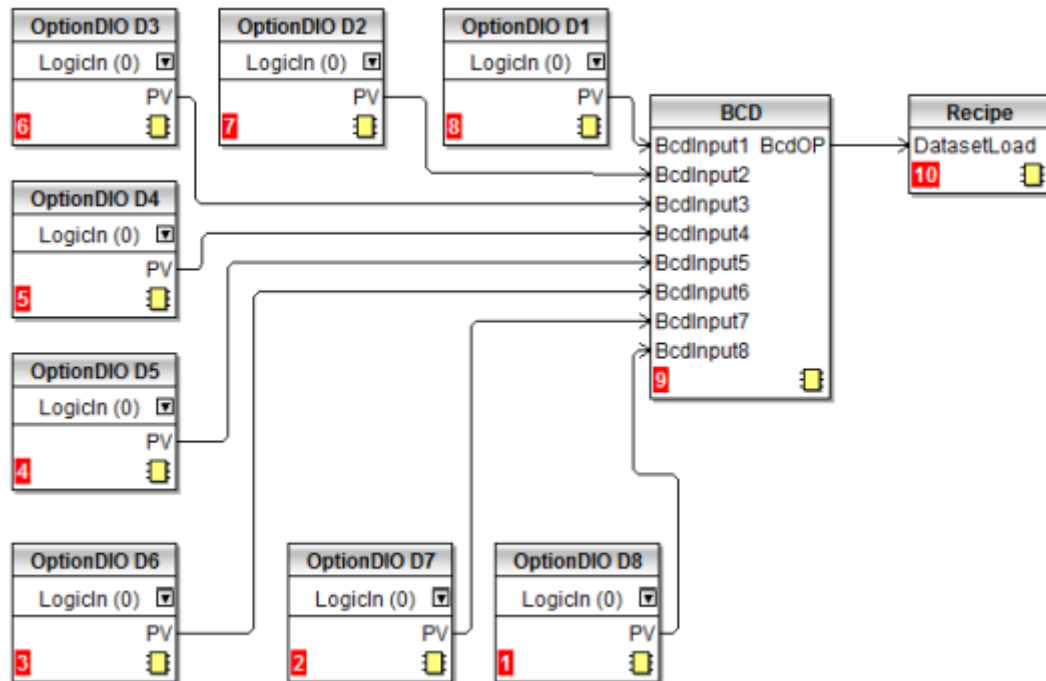 OptionDIO D3
LogicIn (0)
PV
6
OptionDIO D2
LogicIn (0)
PV
7
OptionDIO D1
LogicIn (0)
PV
8
BCD
BcdInput1 BcdOP
BcdInput2
BcdInput3
BcdInput4
BcdInput5
BcdInput6
BcdInput7
BcdInput8
9
Recipe
DatasetLoad
10
OptionDIO D4
LogicIn (0)
PV
5
OptionDIO D5
LogicIn (0)
PV
4
OptionDIO D6
LogicIn (0)
PV
3
OptionDIO D7
LogicIn (0)
PV
2
OptionDIO D8
LogicIn (0)
PV
1